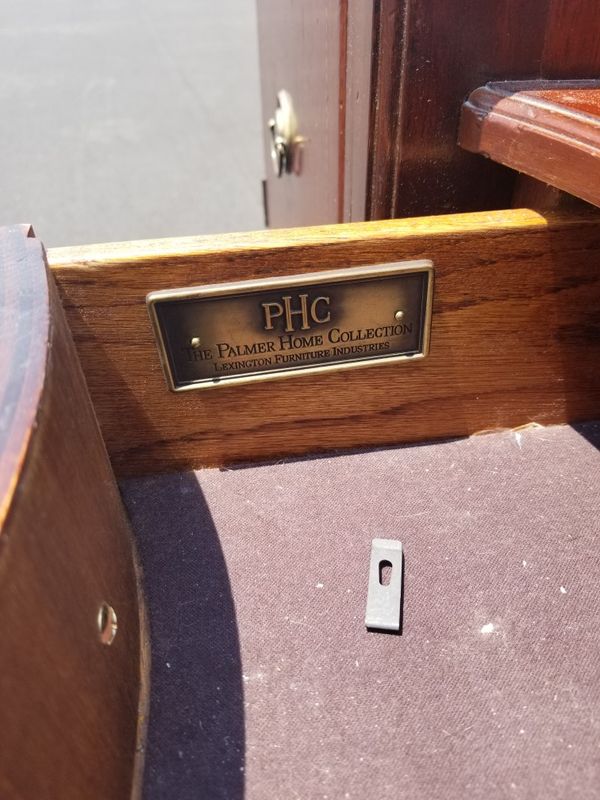 PHC
THE PALMER HOME COLLECTION
LEXINGTON FURNITURE INDUSTRIES